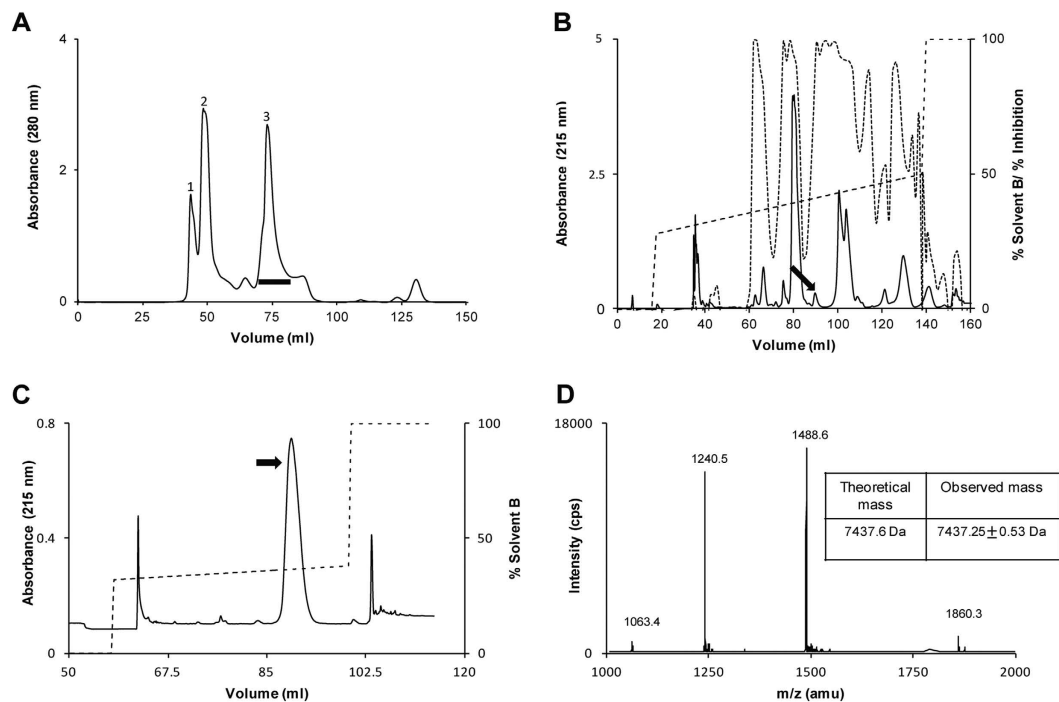 A
Absorbance (280 nm)
4
3
2
1
0
1
2
3
0
25
50
75
100
125
150
Volume (ml)
B
Absorbance (215 nm)
5
2.5
0
100
50
0
% Solvent B/ % Inhibition
0
20
40
60
80
100
120
140
160
Volume (ml)
C
Absorbance (215 nm)
0.8
0.4
0
100
50
0
% Solvent B
50
67.5
85
102.5
120
Volume (ml)
D
Intensity (cps)
18000
0
1063.4
1240.5
1488.6
1860.3
Theoretical mass
Observed mass
7437.6 Da
7437.25±0.53 Da
1000
1250
1500
1750
2000
m/z (amu)